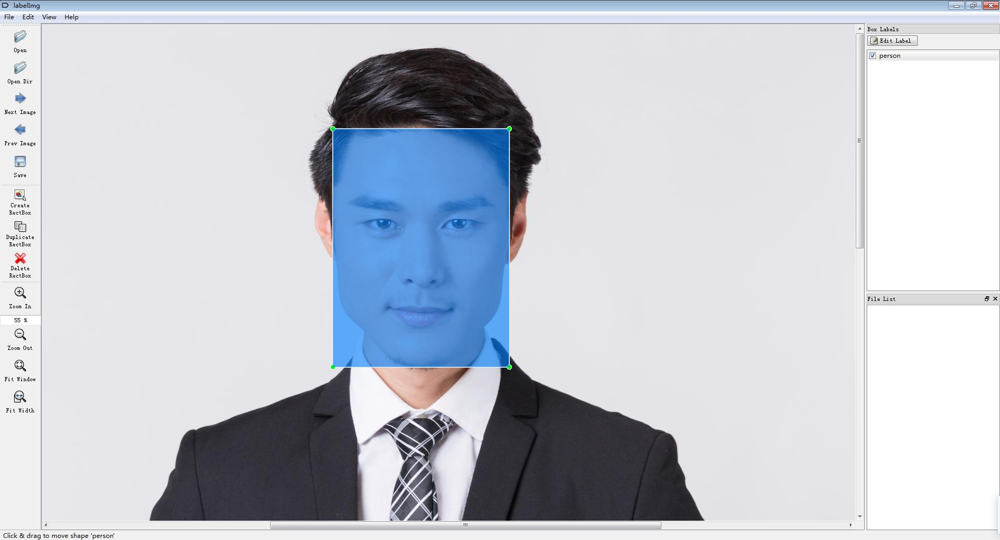 labelImg
File Edit View Help
Open
Open Dir
Next Image
Prev Image
Save
Create
RectBox
Duplicate
RectBox
Delete
RectBox
Zoom In
55 %
Zoom Out
Fit Window
Fit Width
Box Labels
Edit Label
person
File List
Click & drag to move shape 'person'